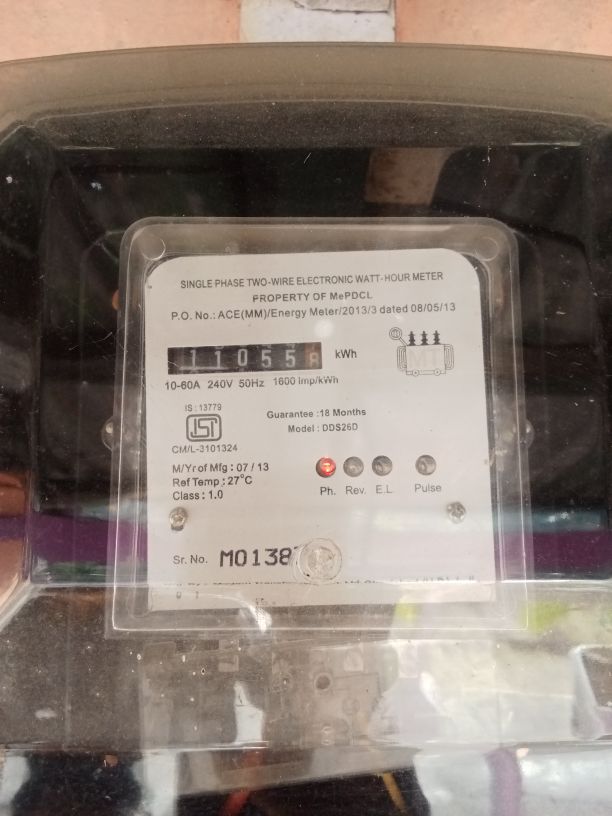 SINGLE PHASE TWO-WIRE ELECTRONIC WATT-HOUR METER
PROPERTY OF MePDCL
P.O. No.: ACE(MM)/Energy Meter/2013/3 dated 08/05/13
110558 kWh
MT
10-60A 240V 50Hz 1600 imp/kWh
IS : 13779
Guarantee :18 Months
Model : DDS26D
CM/L-3101324
M/Yr of Mfg : 07 / 13
Ref Temp : 27°C
Class : 1.0
Ph. Rev. E.L. Pulse
Sr. No.